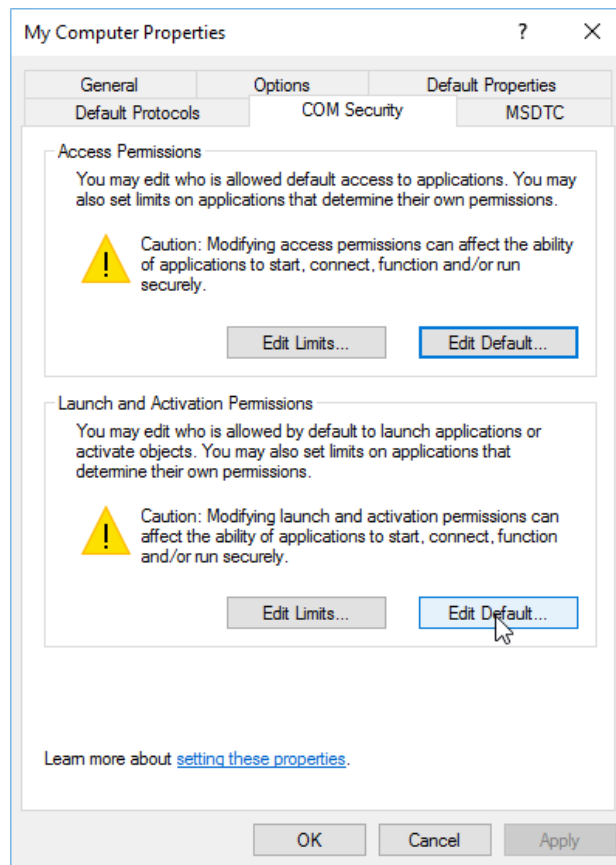 My Computer Properties
?
General
Options
Default Properties
Default Protocols
COM Security
MSDTC
Access Permissions
You may edit who is allowed default access to applications. You may
also set limits on applications that determine their own permissions.
Caution: Modifying access permissions can affect the ability
of applications to start, connect, function and/or run
securely.
Edit Limits...
Edit Default...
Launch and Activation Permissions
You may edit who is allowed by default to launch applications or
activate objects. You may also set limits on applications that
determine their own permissions.
Caution: Modifying launch and activation permissions can
affect the ability of applications to start, connect, function
and/or run securely.
Edit Limits...
Edit Default...
Learn more about setting these properties.
OK
Cancel
Apply